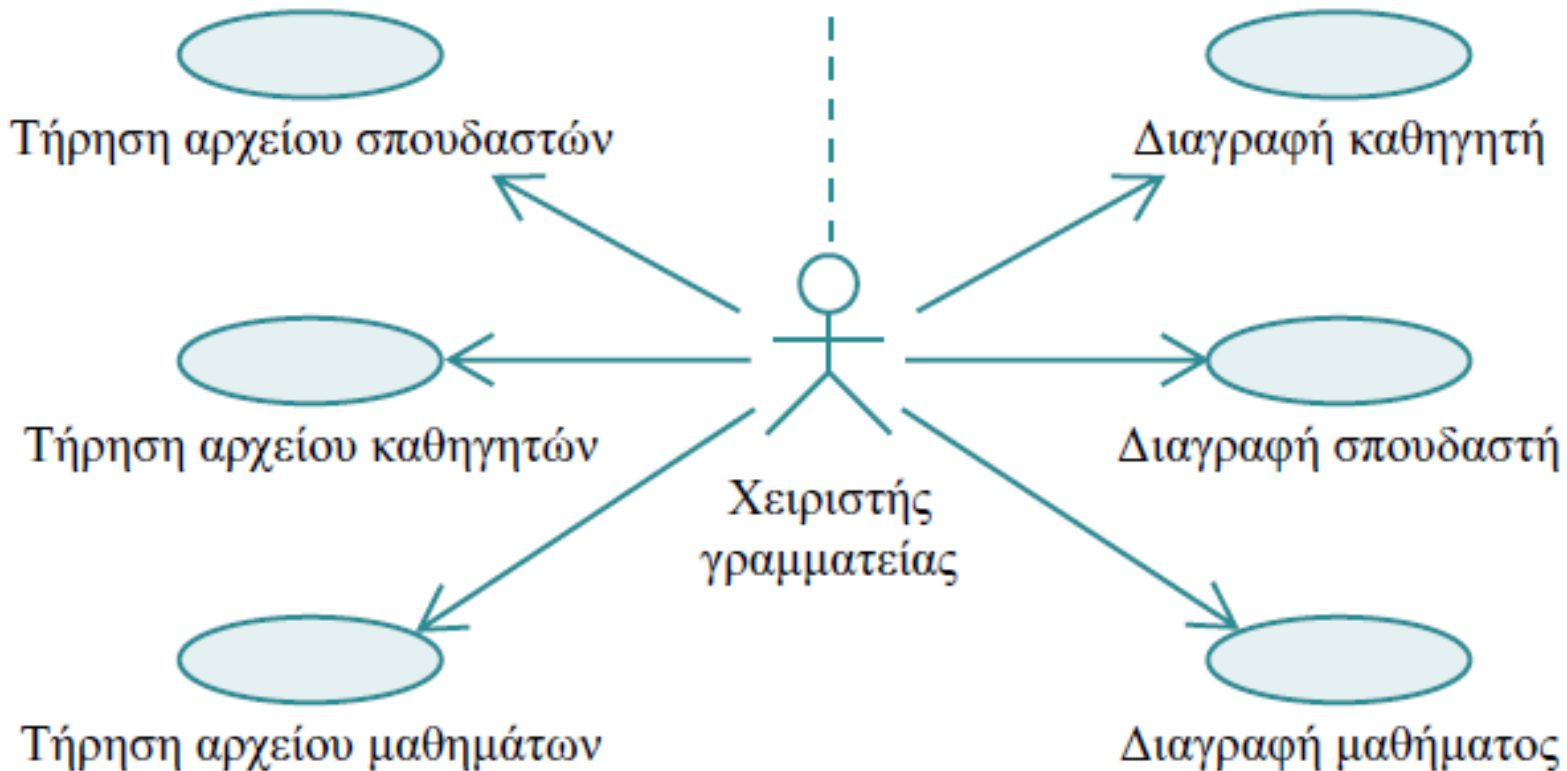 Τήρηση αρχείου σπουδαστών
Διαγραφή καθηγητή
Τήρηση αρχείου καθηγητών
Διαγραφή σπουδαστή
Χειριστής
γραμματείας
Τήρηση αρχείου μαθημάτων
Διαγραφή μαθήματος